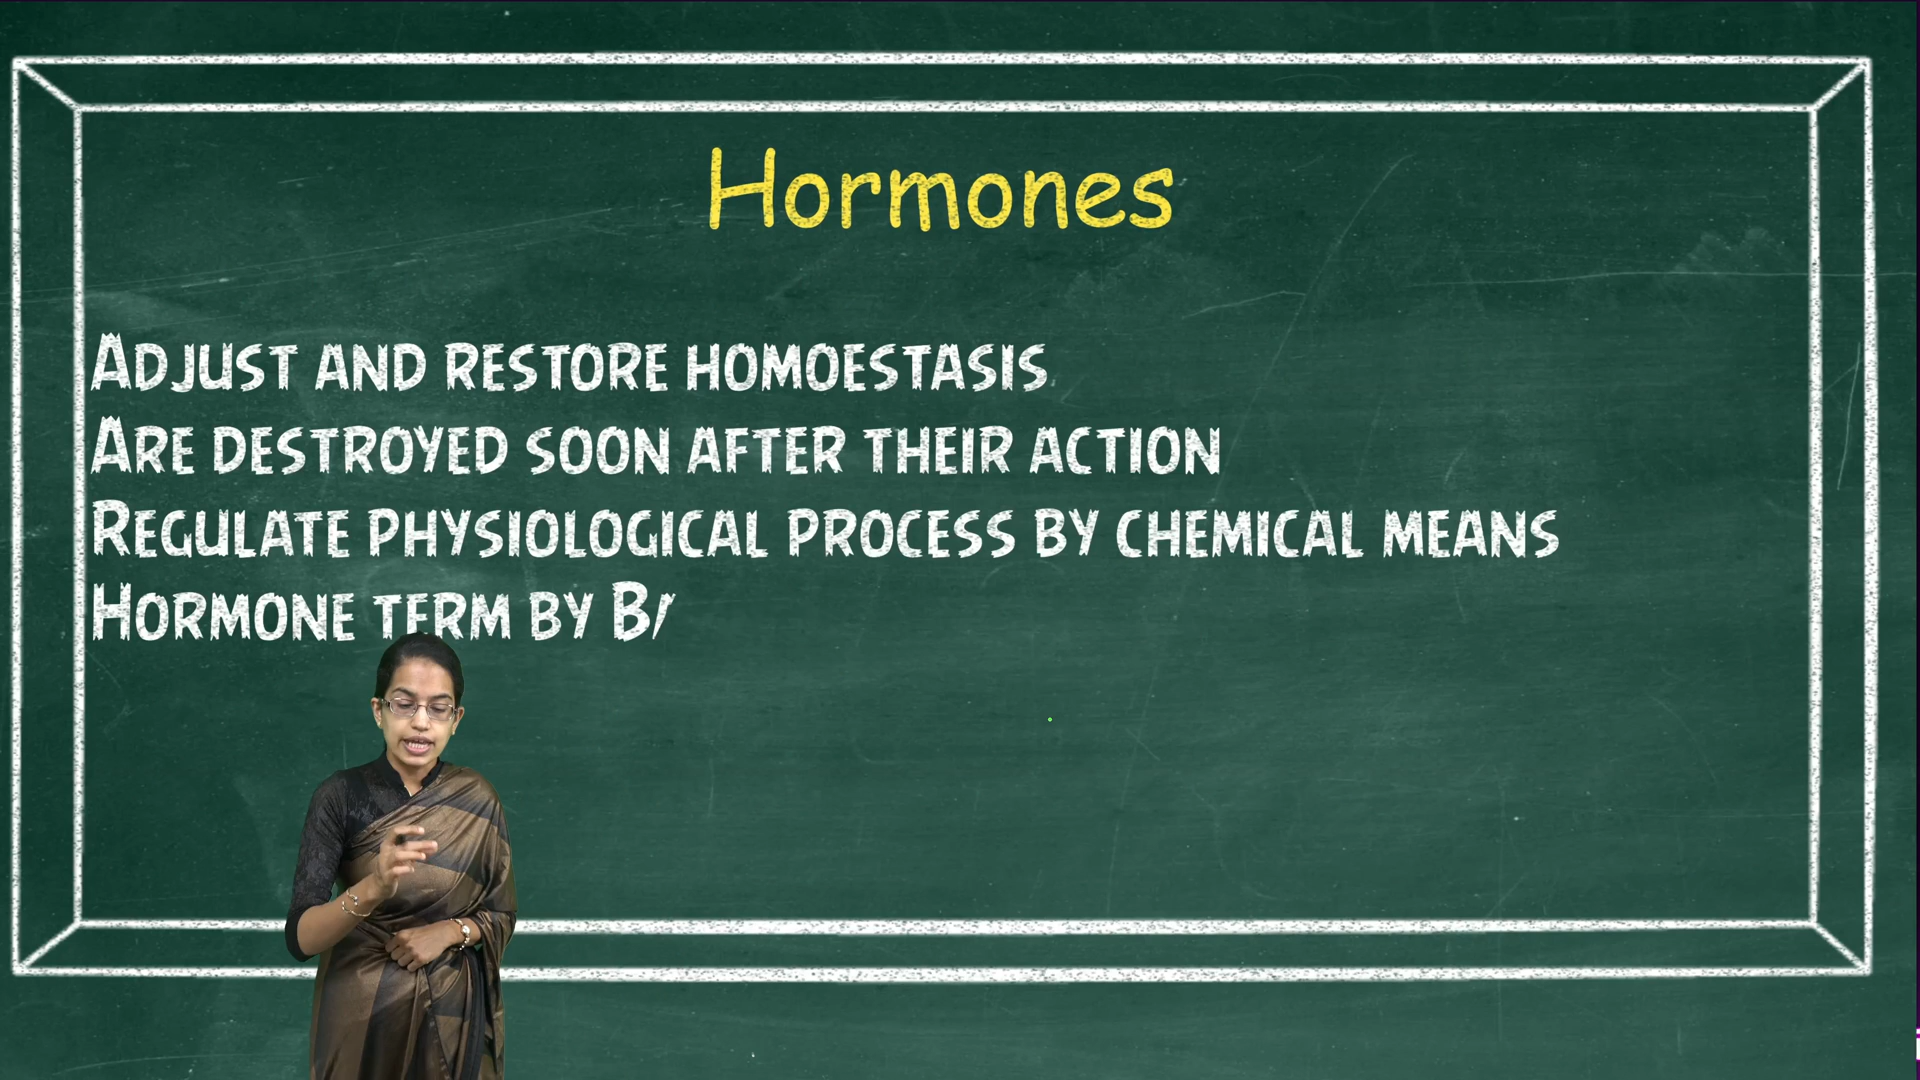 Hormones
Adjust and restore homoestasis
Are destroyed soon after their action
Regulate physiological process by chemical means
Hormone term by B